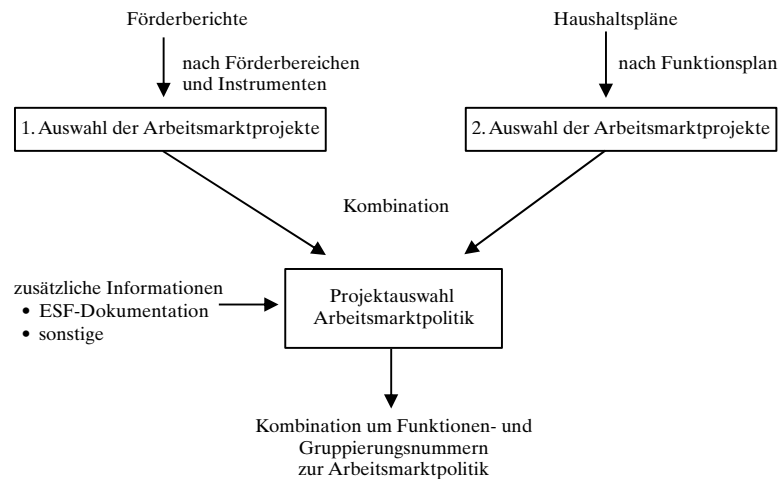 Förderberichte
Haushaltspläne
nach Förderbereichen
und Instrumenten
nach Funktionsplan
1. Auswahl der Arbeitsmarktprojekte
2. Auswahl der Arbeitsmarktprojekte
Kombination
zusätzliche Informationen
• ESF-Dokumentation
• sonstige
Projektauswahl
Arbeitsmarktpolitik
Kombination um Funktionen- und
Gruppierungsnummern
zur Arbeitsmarktpolitik